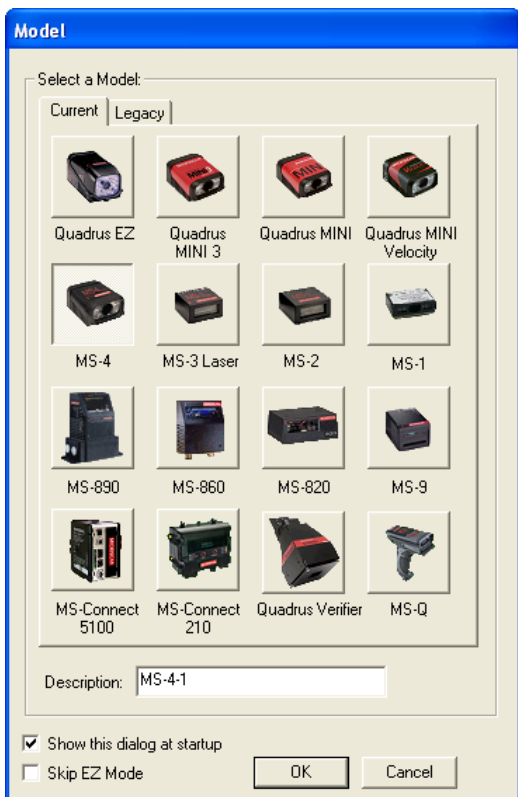 Model
Select a Model:
Current Legacy
Quadrus EZ Quadrus MINI 3 Quadrus MINI Quadrus MINI Velocity
MS-4 MS-3 Laser MS-2 MS-1
MS-890 MS-860 MS-820 MS-9
MS-Connect 5100 MS-Connect 210 Quadrus Verifier MS-Q
Description: MS-4-1
Show this dialog at startup
Skip EZ Mode OK Cancel